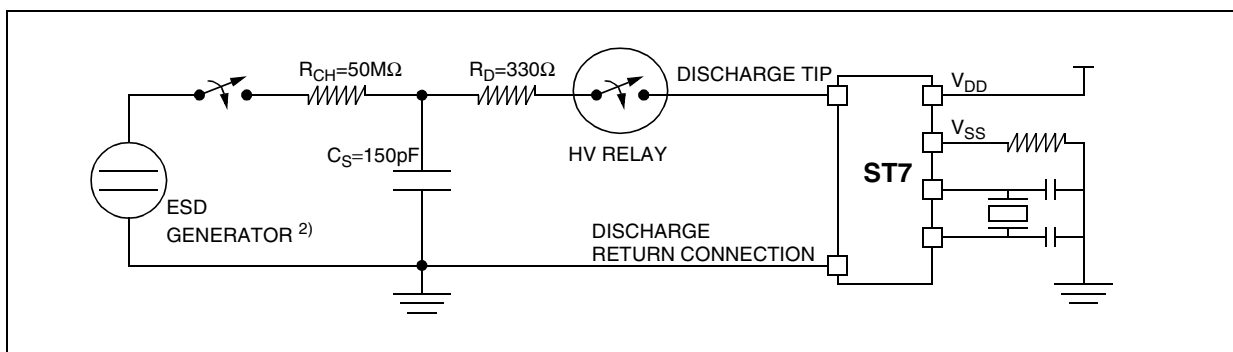 R_CH=50MΩ
R_D=330Ω
DISCHARGE TIP
V_DD
V_SS
HV RELAY
C_S=150pF
ST7
ESD
GENERATOR 2)
DISCHARGE
RETURN CONNECTION